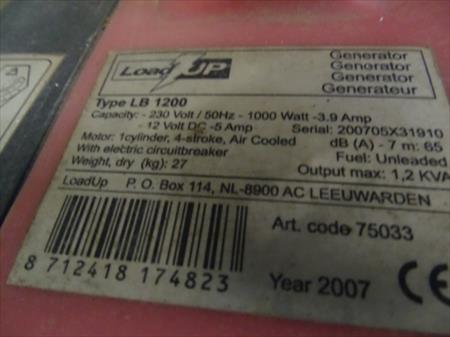 Load UP
Generator
Generator
Generator
Generateur
Type LB 1200
Capacity: - 230 Volt / 50Hz - 1000 Watt -3.9 Amp
- 12 Volt DC -5 Amp
Serial: 200705X31910
Motor: 1cylinder, 4-stroke, Air Cooled
dB (A) - 7 m: 65
With electric circuitbreaker
Fuel: Unleaded
Weight, dry (kg): 27
Output max: 1,2 KVA
LoadUp P. O. Box 114, NL-8900 AC LEEUWARDEN
Art. code 75033
8 712418 174823
Year 2007 CE